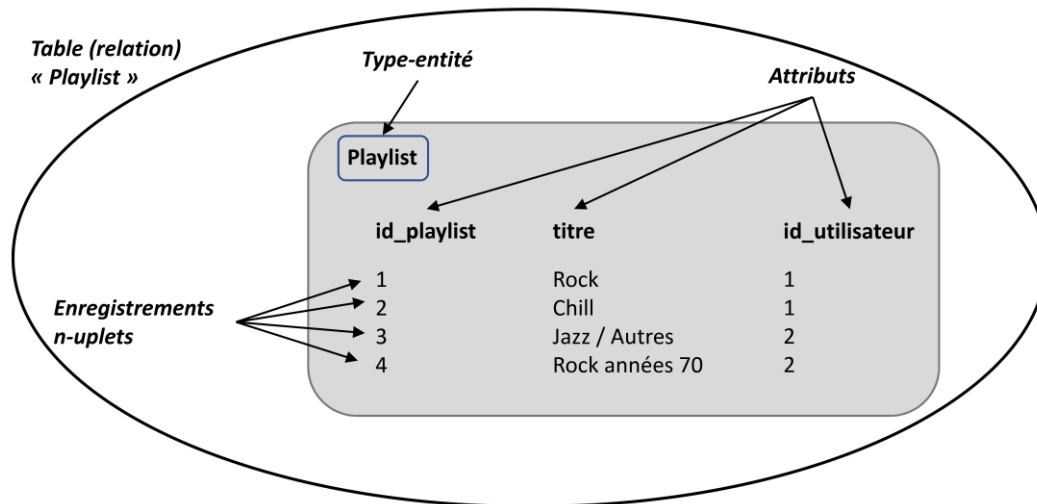 Table (relation)
« Playlist »
Type-entité
Attributs
Playlist
id_playlist titre id_utilisateur
1 Rock 1
2 Chill 1
3 Jazz / Autres 2
4 Rock années 70 2
Enregistrements
n-uplets